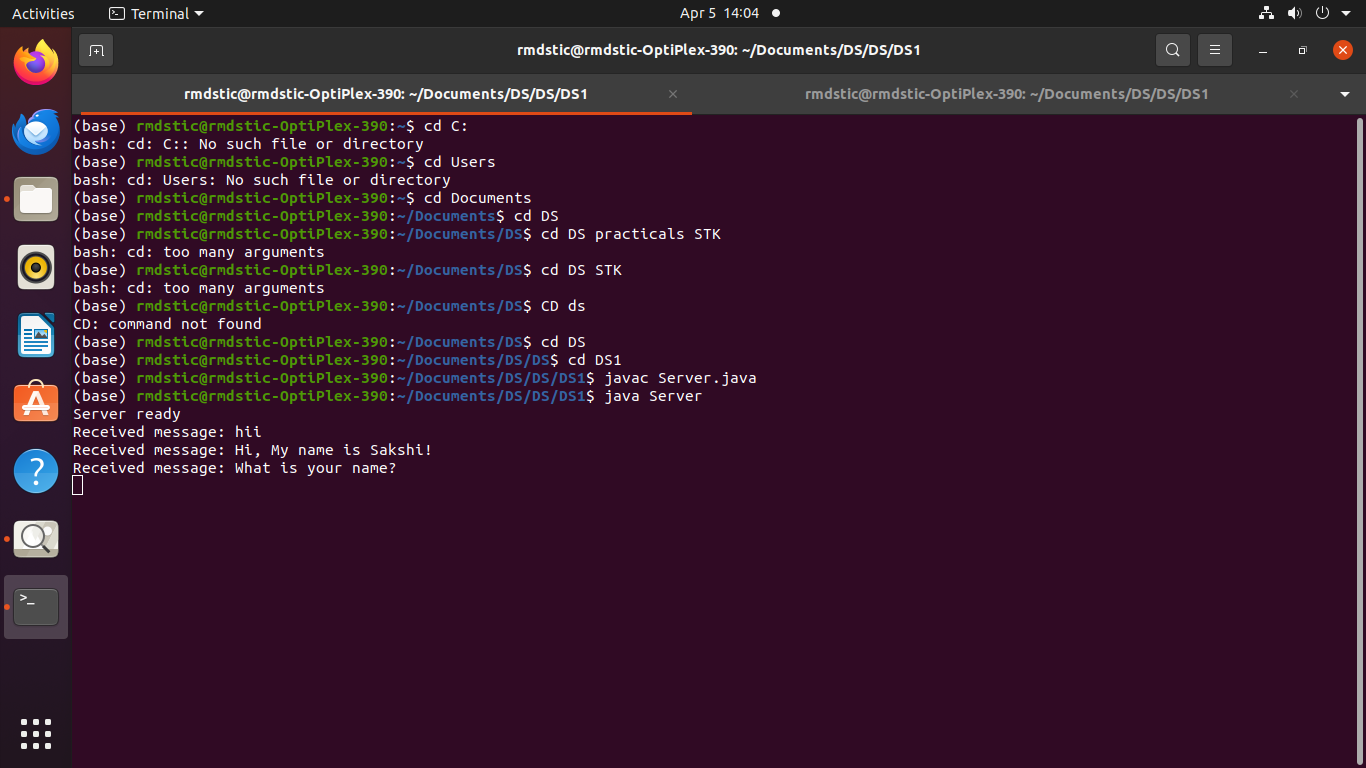 Activities Terminal Apr 5 14:04
rmdstic@rmdstic-OptiPlex-390: ~/Documents/DS/DS/DS1
rmdstic@rmdstic-OptiPlex-390: ~/Documents/DS/DS/DS1 rmdstic@rmdstic-OptiPlex-390: ~/Documents/DS/DS/DS1
(base) rmdstic@rmdstic-OptiPlex-390:~$ cd C:
bash: cd: C:: No such file or directory
(base) rmdstic@rmdstic-OptiPlex-390:~$ cd Users
bash: cd: Users: No such file or directory
(base) rmdstic@rmdstic-OptiPlex-390:~$ cd Documents
(base) rmdstic@rmdstic-OptiPlex-390:~/Documents$ cd DS
(base) rmdstic@rmdstic-OptiPlex-390:~/Documents/DS$ cd DS practicals STK
bash: cd: too many arguments
(base) rmdstic@rmdstic-OptiPlex-390:~/Documents/DS$ cd DS STK
bash: cd: too many arguments
(base) rmdstic@rmdstic-OptiPlex-390:~/Documents/DS$ CD ds
CD: command not found
(base) rmdstic@rmdstic-OptiPlex-390:~/Documents/DS$ cd DS
(base) rmdstic@rmdstic-OptiPlex-390:~/Documents/DS/DS$ cd DS1
(base) rmdstic@rmdstic-OptiPlex-390:~/Documents/DS/DS/DS1$ javac Server.java
(base) rmdstic@rmdstic-OptiPlex-390:~/Documents/DS/DS/DS1$ java Server
Server ready
Received message: hii
Received message: Hi, My name is Sakshi!
Received message: What is your name?